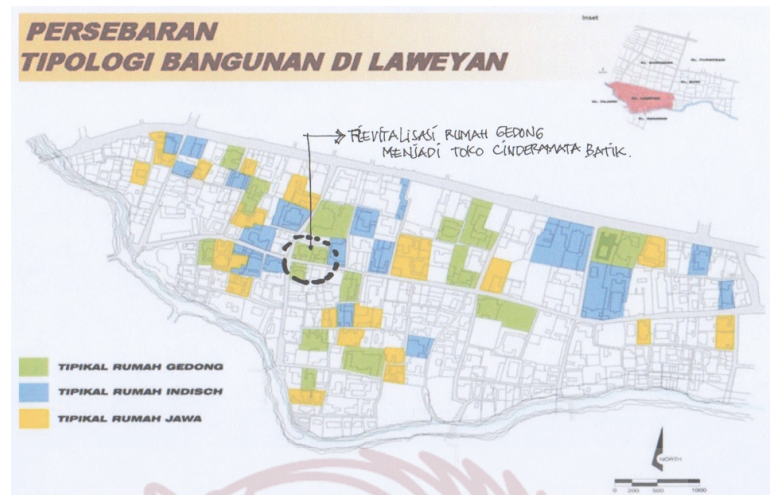 PERSEBARAN
TIPOLOGI BANGUNAN DI LAWEYAN
Inset
REVITALISASI RUMAH GEDONG
MENJADI TOKO CINDERAMATA BATIK.
TIPIKAL RUMAH GEDONG
TIPIKAL RUMAH INDISCH
TIPIKAL RUMAH JAWA
NORTH
0 200 500 1000